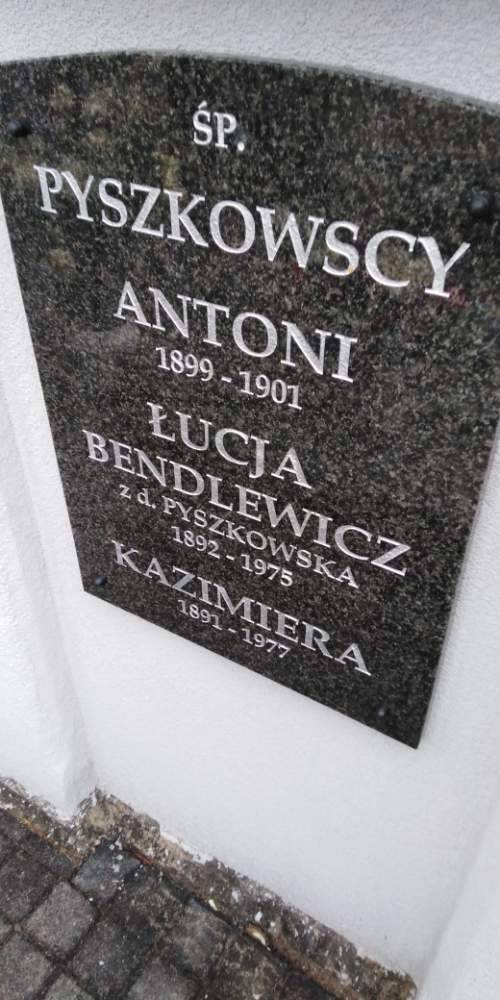 ŚP.
PYSZKOWSCY
ANTONI
1899 - 1901
ŁUCJA
BENDLEWICZ
z d. PYSZKOWSKA
1892 - 1975
KAZIMIERA
1891 - 1977